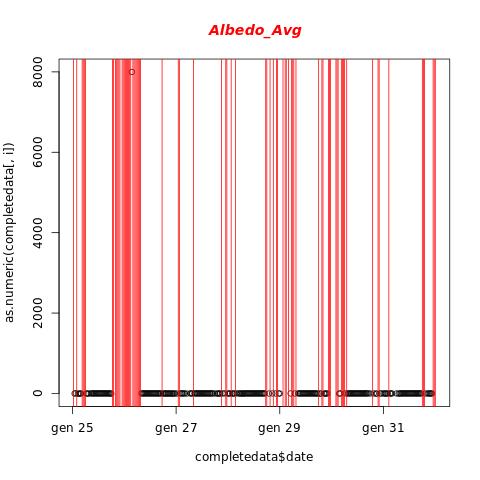 Albedo_Avg
as.numeric(completedata[, i])
8000
6000
4000
2000
0
gen 25
gen 27
gen 29
gen 31
completedata$date